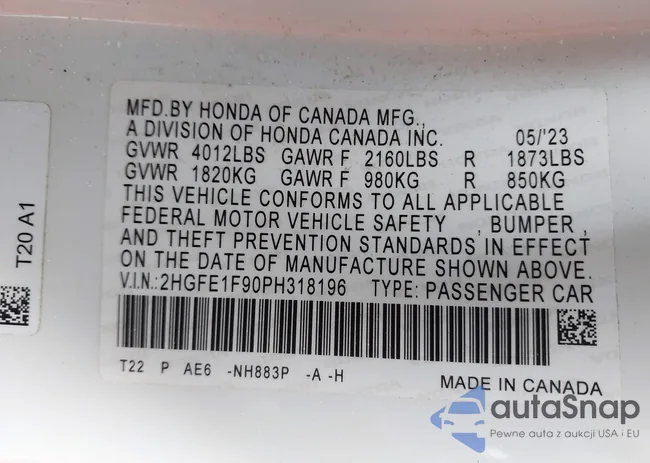 MFD.BY HONDA OF CANADA MFG.,
A DIVISION OF HONDA CANADA INC. 05/'23
GVWR 4012LBS GAWR F 2160LBS R 1873LBS
GVWR 1820KG GAWR F 980KG R 850KG
THIS VEHICLE CONFORMS TO ALL APPLICABLE
FEDERAL MOTOR VEHICLE SAFETY , BUMPER ,
AND THEFT PREVENTION STANDARDS IN EFFECT
ON THE DATE OF MANUFACTURE SHOWN ABOVE.
V.I.N.:2HGFE1F90PH318196 TYPE: PASSENGER CAR
T22 P AE6 -NH883P -A -H
MADE IN CANADA
T20 A1
autaSnap
Pewne auta z aukcji USA i EU